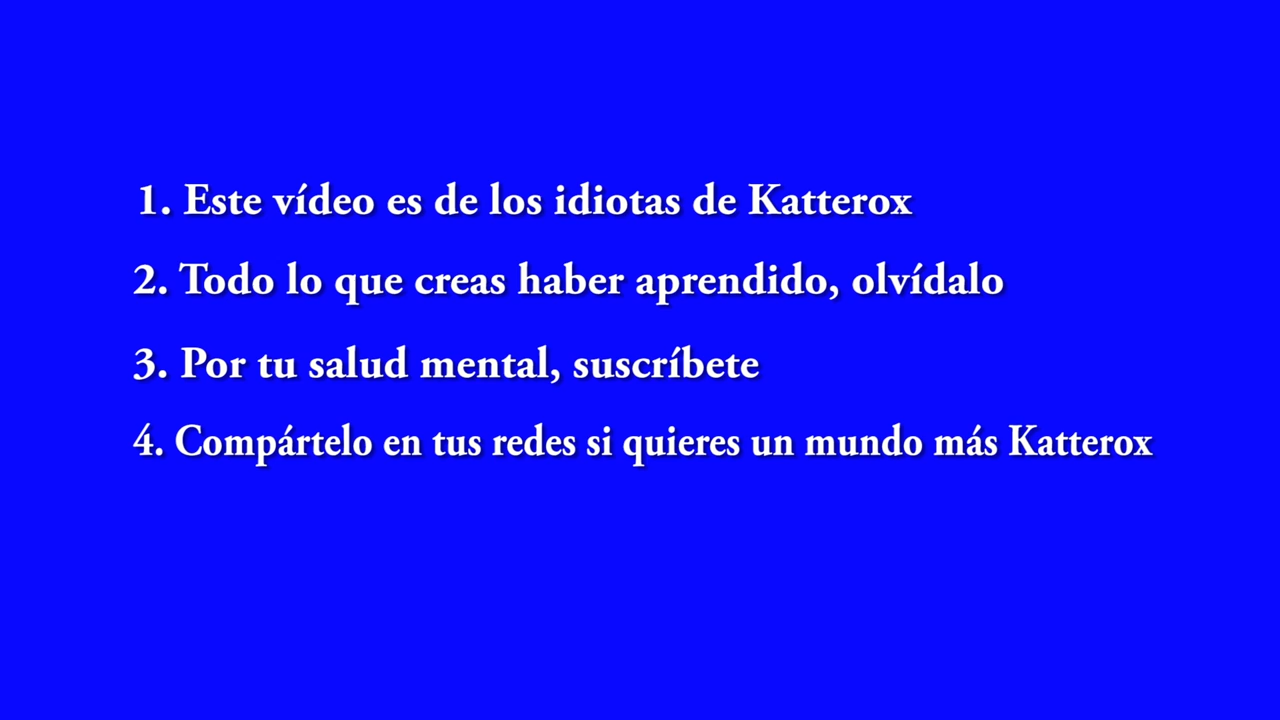 1. Este vídeo es de los idiotas de Katterox
2. Todo lo que creas haber aprendido, olvídalo
3. Por tu salud mental, suscríbete
4. Compártelo en tus redes si quieres un mundo más Katterox